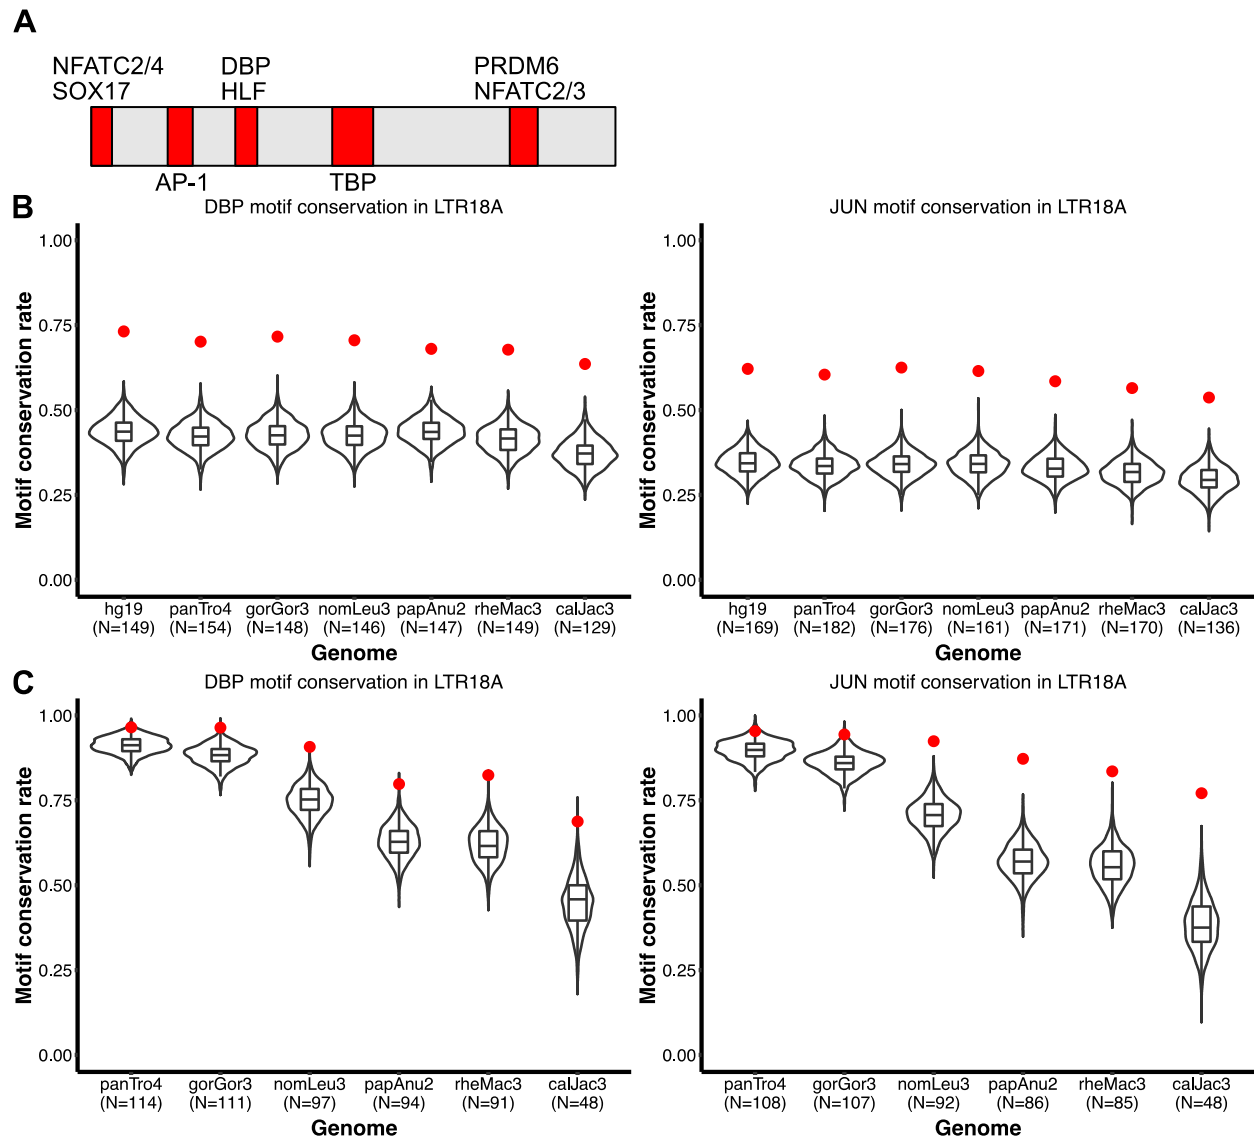 A
NFATC2/4
SOX17
DBP
HLF
PRDM6
NFATC2/3
AP-1
TBP
B
DBP motif conservation in LTR18A
Motif conservation rate
1.00
0.75
0.50
0.25
0.00
hg19 panTro4 gorGor3 nomLeu3 papAnu2 rheMac3 calJac3
(N=149) (N=154) (N=148) (N=146) (N=147) (N=149) (N=129)
Genome
JUN motif conservation in LTR18A
Motif conservation rate
1.00
0.75
0.50
0.25
0.00
hg19 panTro4 gorGor3 nomLeu3 papAnu2 rheMac3 calJac3
(N=169) (N=182) (N=176) (N=161) (N=171) (N=170) (N=136)
Genome
C
DBP motif conservation in LTR18A
Motif conservation rate
1.00
0.75
0.50
0.25
0.00
panTro4 gorGor3 nomLeu3 papAnu2 rheMac3 calJac3
(N=114) (N=111) (N=97) (N=94) (N=91) (N=48)
Genome
JUN motif conservation in LTR18A
Motif conservation rate
1.00
0.75
0.50
0.25
0.00
panTro4 gorGor3 nomLeu3 papAnu2 rheMac3 calJac3
(N=108) (N=107) (N=92) (N=86) (N=85) (N=48)
Genome